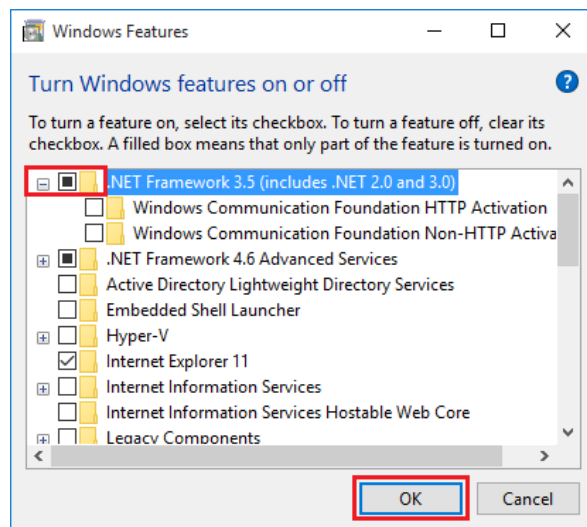 Windows Features
Turn Windows features on or off
?
To turn a feature on, select its checkbox. To turn a feature off, clear its
checkbox. A filled box means that only part of the feature is turned on.
.NET Framework 3.5 (includes .NET 2.0 and 3.0)
Windows Communication Foundation HTTP Activation
Windows Communication Foundation Non-HTTP Activa
.NET Framework 4.6 Advanced Services
Active Directory Lightweight Directory Services
Embedded Shell Launcher
Hyper-V
Internet Explorer 11
Internet Information Services
Internet Information Services Hostable Web Core
Legacy Components
OK Cancel